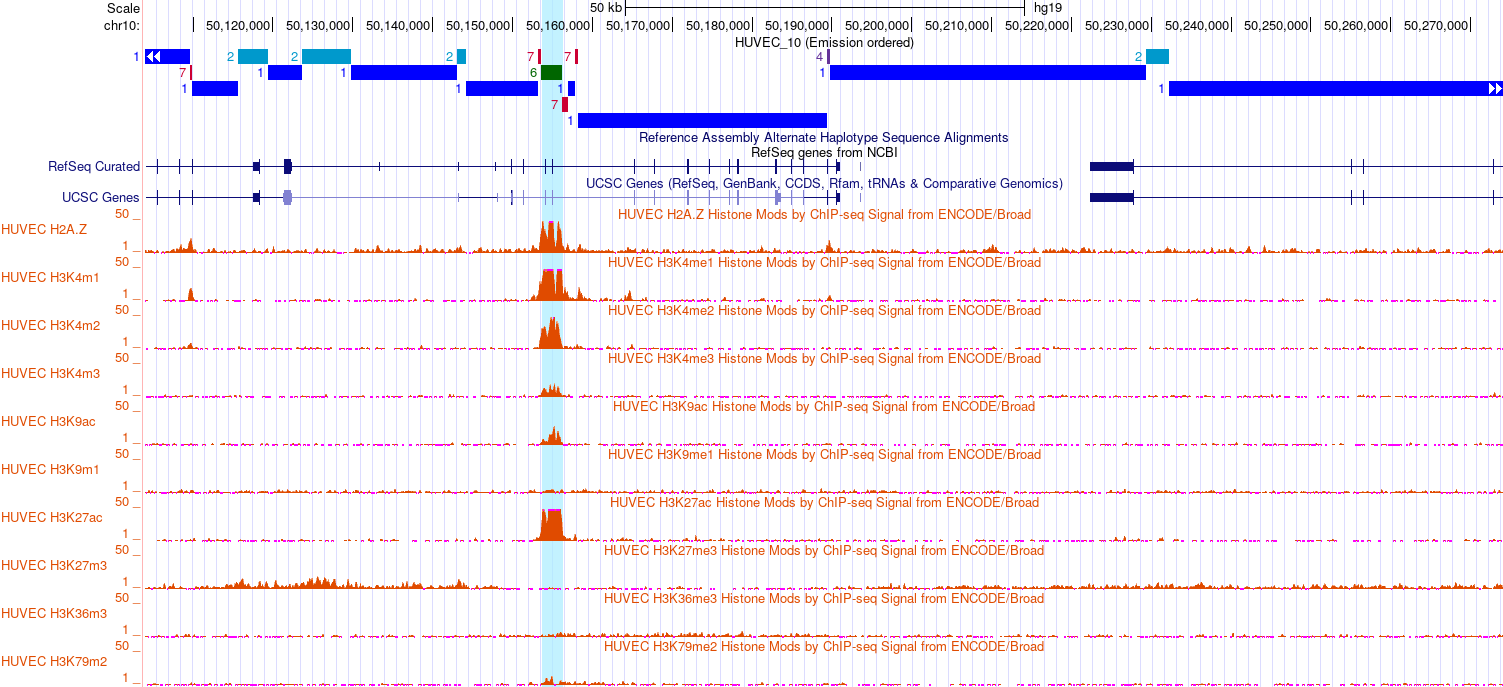 Scale 50 kb hg19
chr10: 50,120,000 50,130,000 50,140,000 50,150,000 50,160,000 50,170,000 50,180,000 50,190,000 50,200,000 50,210,000 50,220,000 50,230,000 50,240,000 50,250,000 50,260,000 50,270,000
HUVEC_10 (Emission ordered)
1 2 2 2 7 7 4 2
7 1 1 6 1
1 1 1 1
7
1
Reference Assembly Alternate Haplotype Sequence Alignments
RefSeq genes from NCBI
RefSeq Curated
UCSC Genes (RefSeq, GenBank, CCDS, Rfam, tRNAs & Comparative Genomics)
UCSC Genes
50 _ HUVEC H2A.Z Histone Mods by ChIP-seq Signal from ENCODE/Broad
HUVEC H2A.Z
1 _
50 _ HUVEC H3K4me1 Histone Mods by ChIP-seq Signal from ENCODE/Broad
HUVEC H3K4m1
1 _
50 _ HUVEC H3K4me2 Histone Mods by ChIP-seq Signal from ENCODE/Broad
HUVEC H3K4m2
1 _
50 _ HUVEC H3K4me3 Histone Mods by ChIP-seq Signal from ENCODE/Broad
HUVEC H3K4m3
1 _
50 _ HUVEC H3K9ac Histone Mods by ChIP-seq Signal from ENCODE/Broad
HUVEC H3K9ac
1 _
50 _ HUVEC H3K9me1 Histone Mods by ChIP-seq Signal from ENCODE/Broad
HUVEC H3K9m1
1 _
50 _ HUVEC H3K27ac Histone Mods by ChIP-seq Signal from ENCODE/Broad
HUVEC H3K27ac
1 _
50 _ HUVEC H3K27me3 Histone Mods by ChIP-seq Signal from ENCODE/Broad
HUVEC H3K27m3
1 _
50 _ HUVEC H3K36me3 Histone Mods by ChIP-seq Signal from ENCODE/Broad
HUVEC H3K36m3
1 _
50 _ HUVEC H3K79me2 Histone Mods by ChIP-seq Signal from ENCODE/Broad
HUVEC H3K79m2
1 _